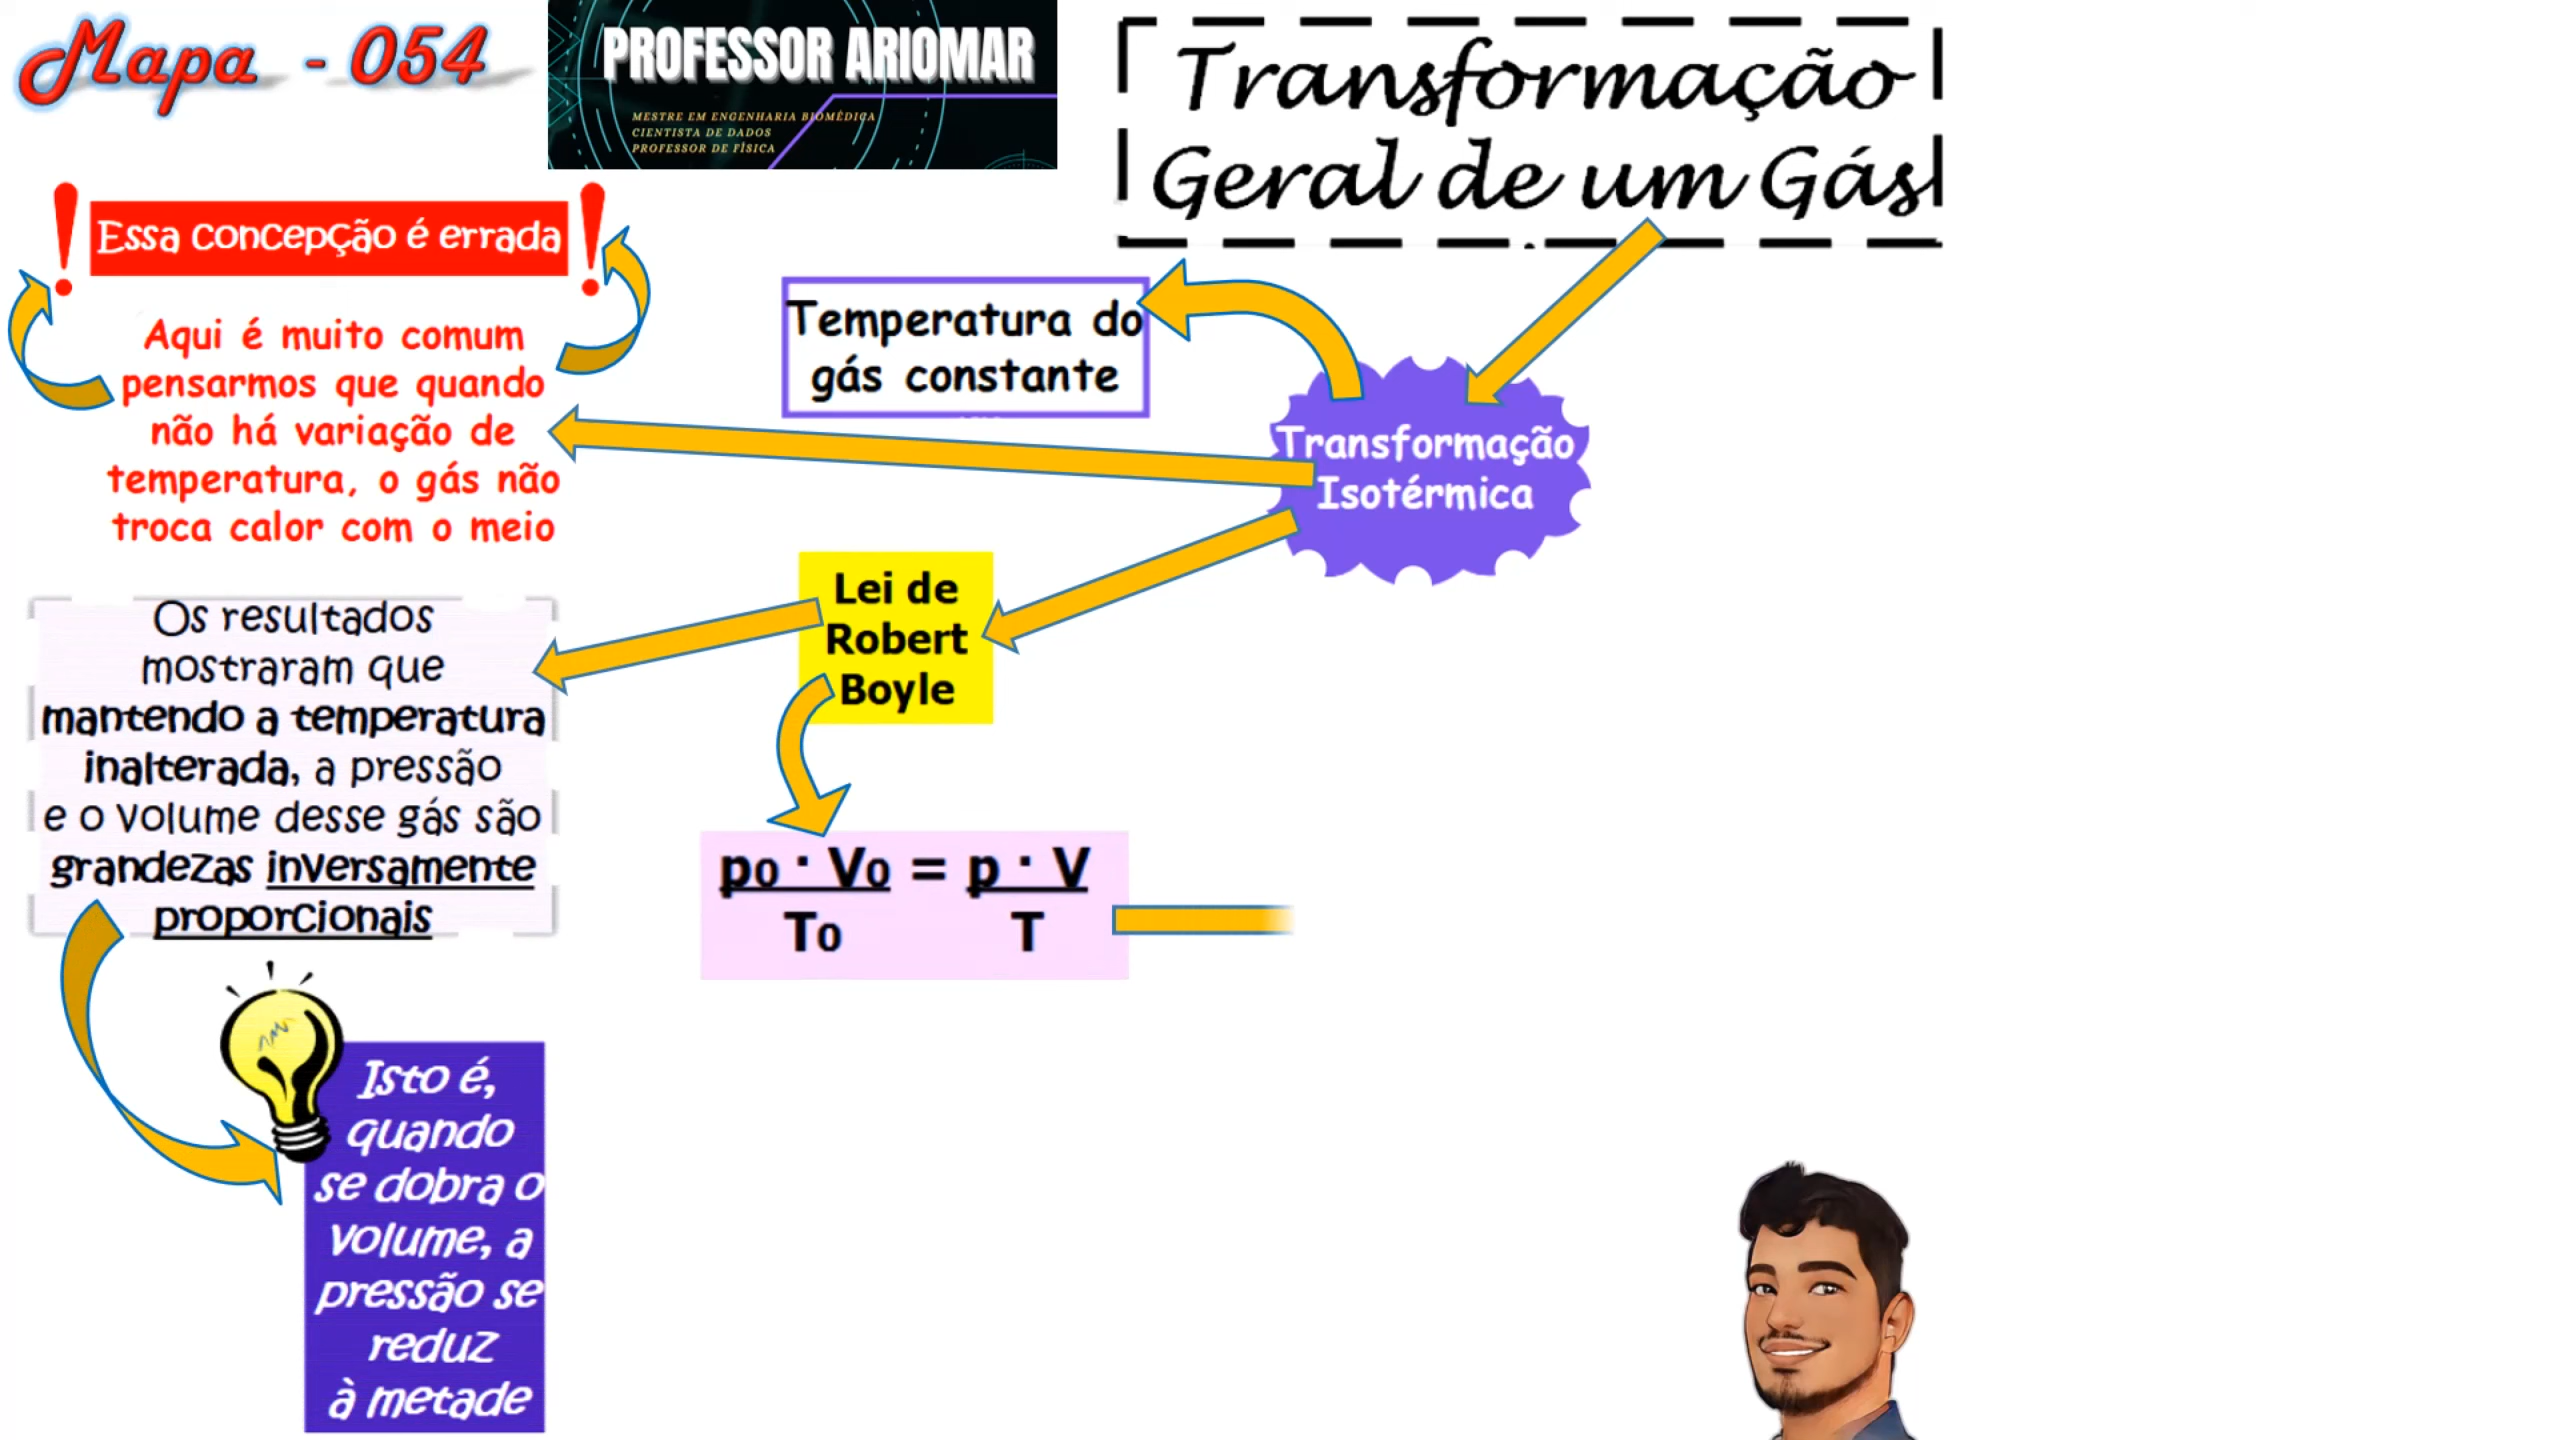 Mapa - 054
PROFESSOR ARIOMAR
MESTRE EM ENGENHARIA BIOMÉDICA
CIENTISTA DE DADOS
PROFESSOR DE FÍSICA
Transformação
Geral de um Gás
Essa concepção é errada
Aqui é muito comum
pensarmos que quando
não há variação de
temperatura, o gás não
troca calor com o meio
Temperatura do
gás constante
Transformação
Isotérmica
Lei de
Robert
Boyle
Os resultados
mostraram que
mantendo a temperatura
inalterada, a pressão
e o volume desse gás são
grandezas inversamente
proporcionais
p₀ · V₀ = p · V
T₀ T
Isto é,
quando
se dobra o
volume, a
pressão se
reduz
à metade